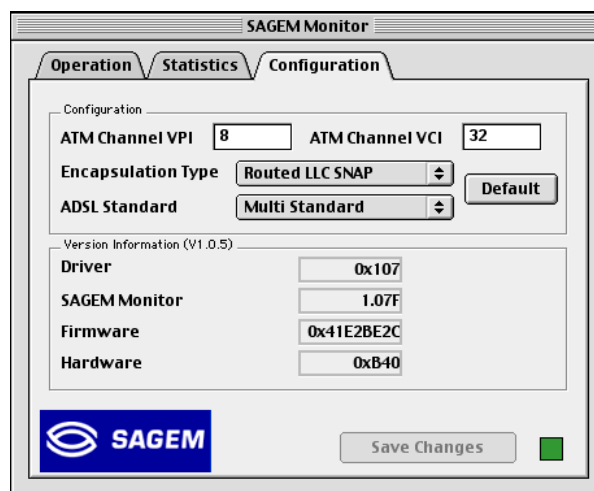 SAGEM Monitor
Operation Statistics Configuration
Configuration
ATM Channel VPI 8 ATM Channel VCI 32
Encapsulation Type Routed LLC SNAP
Default
ADSL Standard Multi Standard
Version Information (V1.0.5)
Driver 0x107
SAGEM Monitor 1.07F
Firmware 0x41E2BE2C
Hardware 0xB40
SAGEM
Save Changes